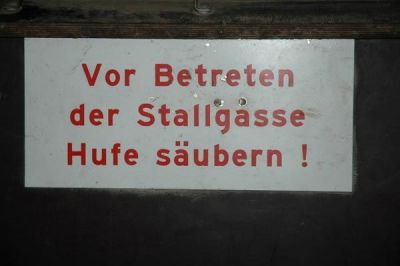 Vor Betreten
der Stallgasse
Hufe säubern !